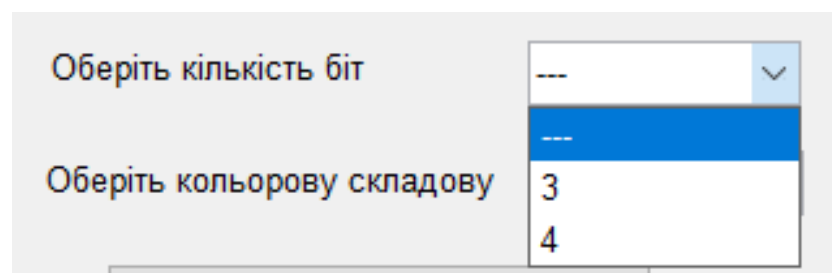 Оберіть кількість біт
---
---
Оберіть кольорову складову
3
4